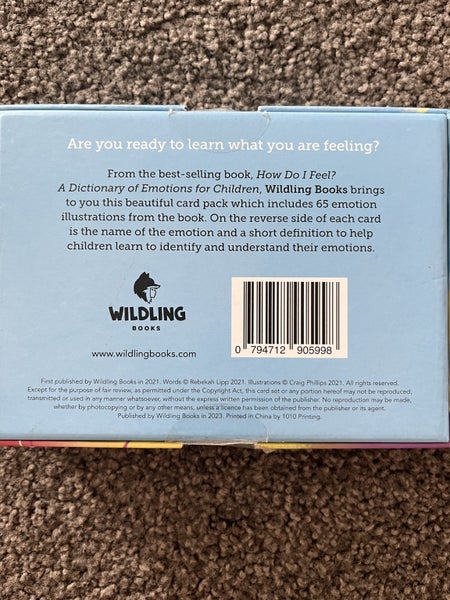 Are you ready to learn what you are feeling?
From the best-selling book, How Do I Feel?
A Dictionary of Emotions for Children, Wildling Books brings
to you this beautiful card pack which includes 65 emotion
illustrations from the book. On the reverse side of each card
is the name of the emotion and a short definition to help
children learn to identify and understand their emotions.
WILDLING
BOOKS
www.wildlingbooks.com
0 794712 905998
First published by Wildling Books in 2021. Words © Rebekah Lipp 2021. Illustrations © Craig Phillips 2021. All rights reserved.
Except for the purpose of fair review, as permitted under the Copyright Act, this card set or any portion hereof may not be reproduced,
transmitted or used in any manner whatsoever, without the express written permission of the publisher. No reproduction may be made,
whether by photocopying or by any other means, unless a licence has been obtained from the publisher or its agent.
Published by Wildling Books in 2023. Printed in China by 1010 Printing.